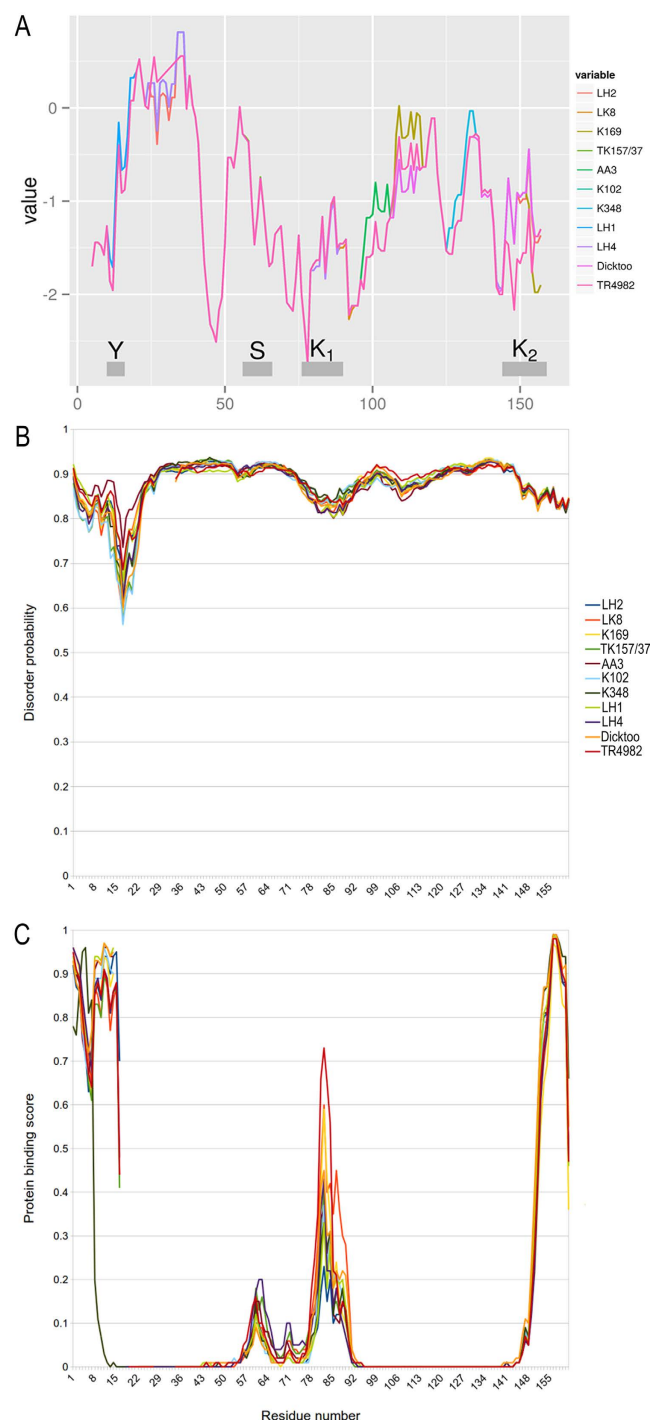 A
value
0
-1
-2
Y
S
K1
K2
0
50
100
150
variable
LH2
LK8
K169
TK157/37
AA3
K102
K348
LH1
LH4
Dicktoo
TR4982
B
Disorder probability
1
0.9
0.8
0.7
0.6
0.5
0.4
0.3
0.2
0.1
0
1 8 15 22 29 36 43 50 57 64 71 78 85 92 99 106 113 120 127 134 141 148 155
LH2
LK8
K169
TK157/37
AA3
K102
K348
LH1
LH4
Dicktoo
TR4982
C
Protein binding score
1
0.9
0.8
0.7
0.6
0.5
0.4
0.3
0.2
0.1
0
1 8 15 22 29 36 43 50 57 64 71 78 85 92 99 106 113 120 127 134 141 148 155
Residue number